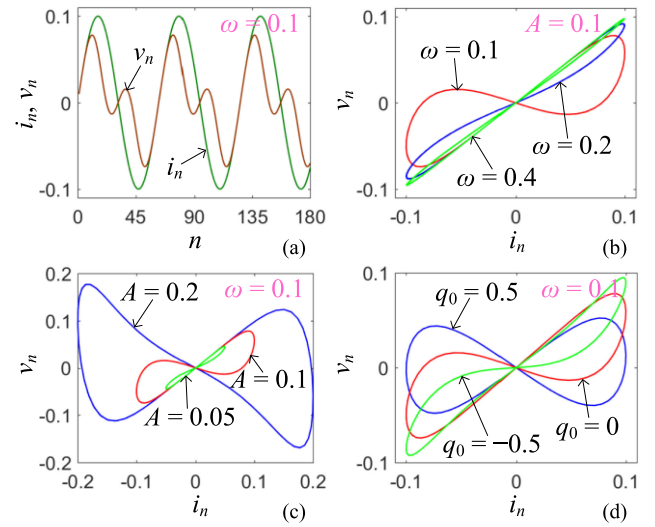 0.1
0
-0.1
i_n, v_n
ω = 0.1
v_n
i_n
0 45 90 135 180
n
(a)
0.1
0
-0.1
v_n
A = 0.1
ω = 0.1
ω = 0.2
ω = 0.4
-0.1 0 0.1
i_n
(b)
0.2
0.1
0
-0.1
-0.2
v_n
A = 0.2
ω = 0.1
A = 0.1
A = 0.05
-0.2 -0.1 0 0.1 0.2
i_n
(c)
0.1
0
-0.1
v_n
q₀ = 0.5
ω = 0.1
q₀ = −0.5
q₀ = 0
-0.1 0 0.1
i_n
(d)